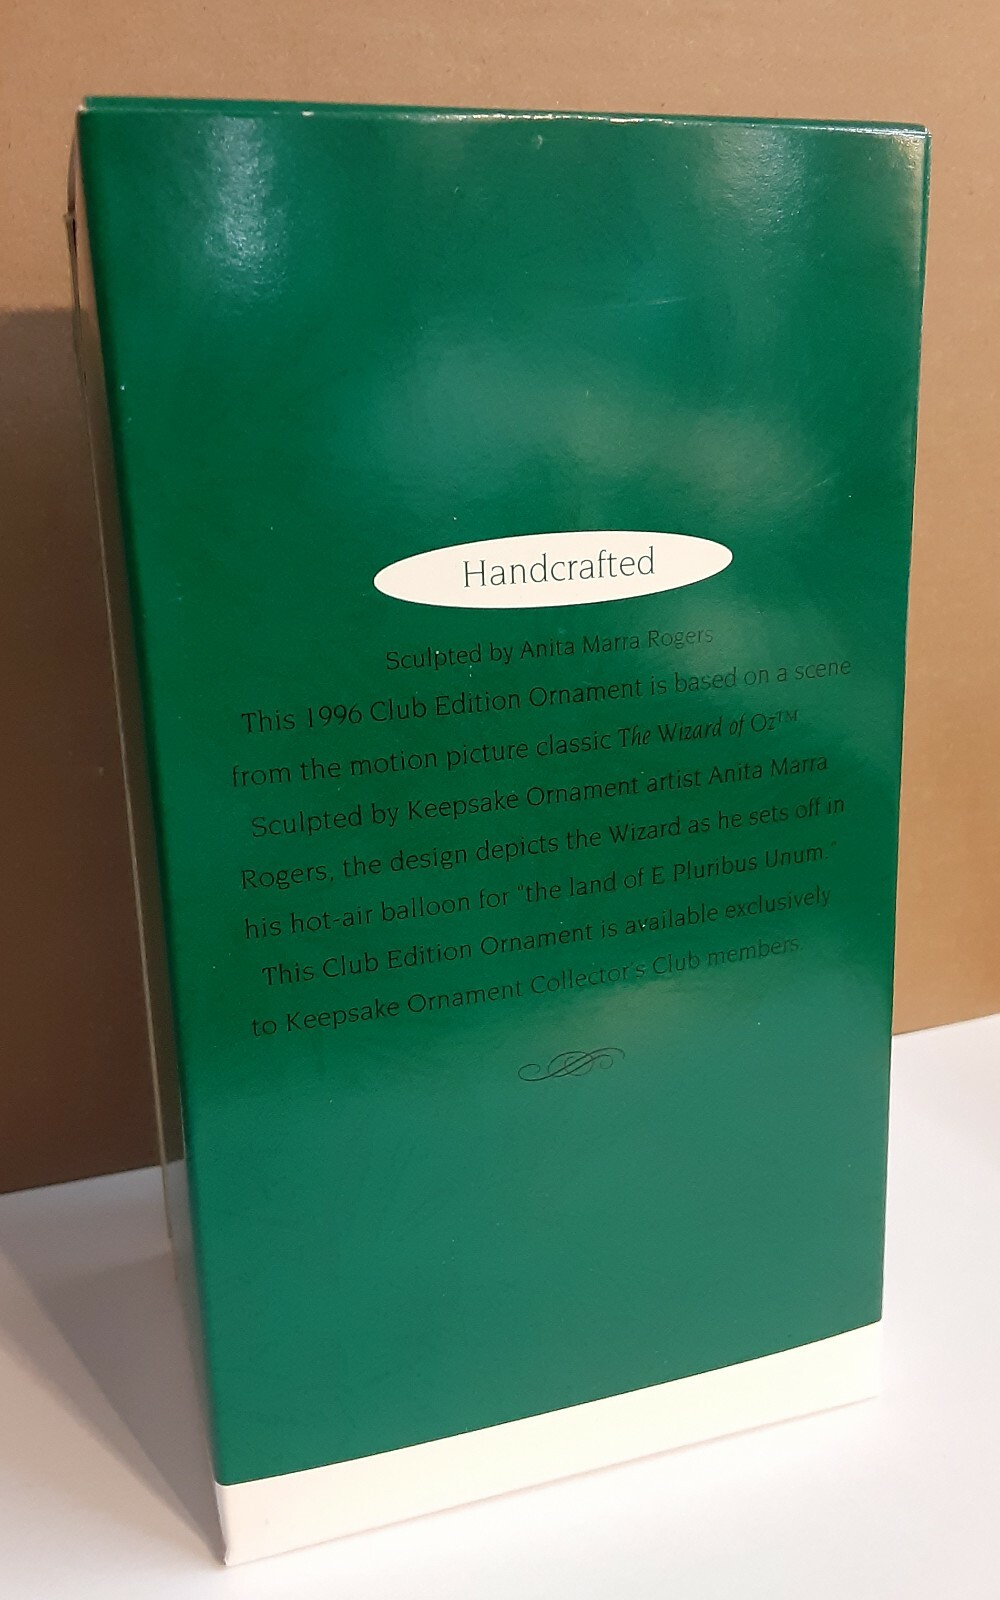 Handcrafted
Sculpted by Anita Marra Rogers
This 1996 Club Edition Ornament is based on a scene
from the motion picture classic The Wizard of Oz™
Sculpted by Keepsake Ornament artist Anita Marra
Rogers, the design depicts the Wizard as he sets off in
his hot-air balloon for "the land of E Pluribus Unum."
This Club Edition Ornament is available exclusively
to Keepsake Ornament Collector's Club members.